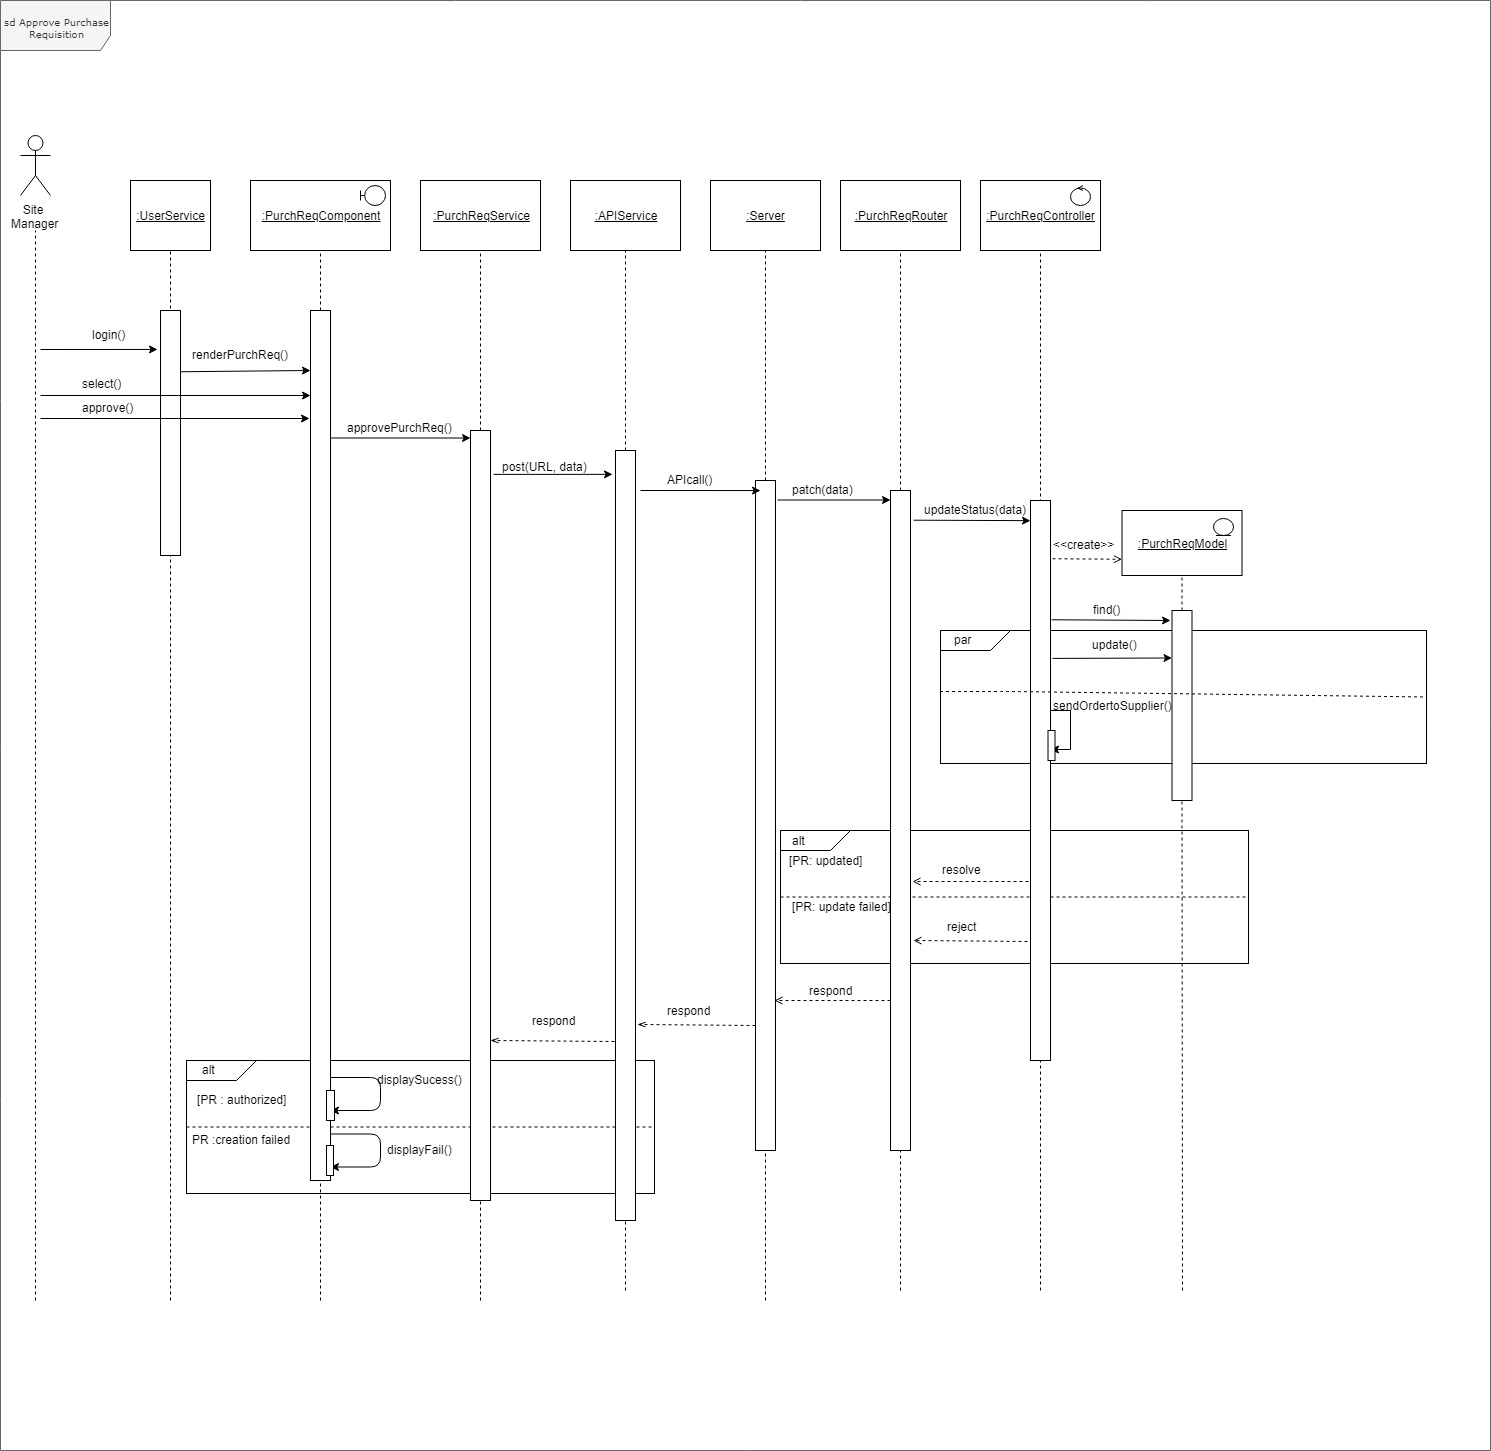 sd Approve Purchase
Requisition
Site
Manager
:UserService
:PurchReqComponent
:PurchReqService
:APIService
:Server
:PurchReqRouter
:PurchReqController
login()
renderPurchReq()
select()
approve()
approvePurchReq()
post(URL, data)
APIcall()
patch(data)
updateStatus(data)
<<create>>
:PurchReqModel
find()
par
update()
sendOrdertoSupplier()
alt
[PR: updated]
resolve
[PR: update failed]
reject
respond
respond
respond
alt
displaySucess()
[PR : authorized]
PR :creation failed
displayFail()